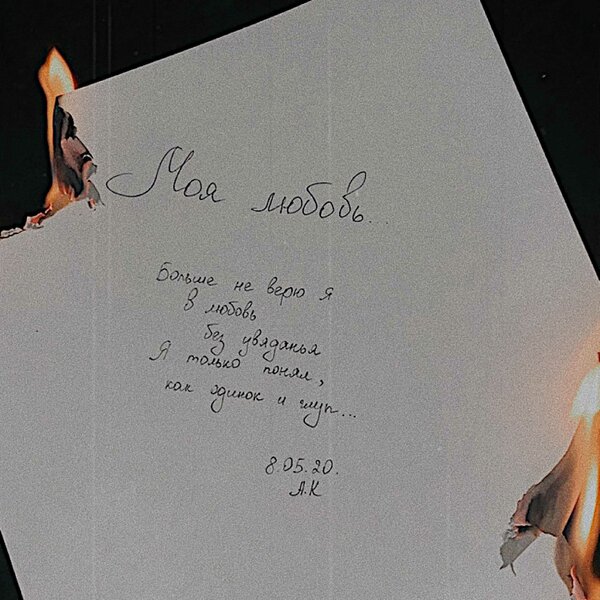 Моя любовь...
Больше не верю я
в любовь
без увяданья
Я только понял,
как одинок и глуп...
8.05.20.
А.К